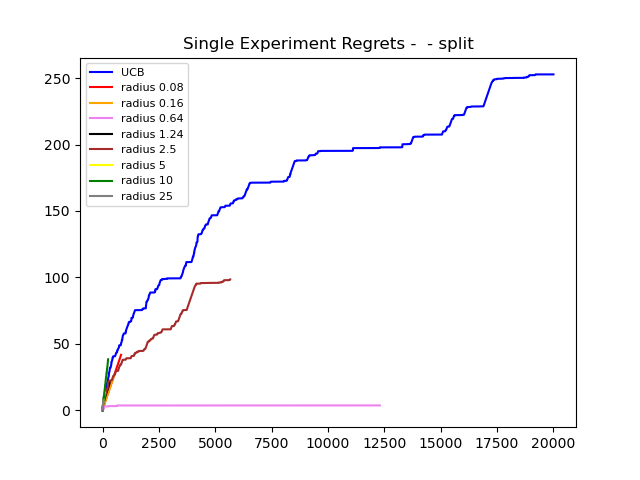 Single Experiment Regrets -  - split
UCB
radius 0.08
radius 0.16
radius 0.64
radius 1.24
radius 2.5
radius 5
radius 10
radius 25
250
200
150
100
50
0
0 2500 5000 7500 10000 12500 15000 17500 20000